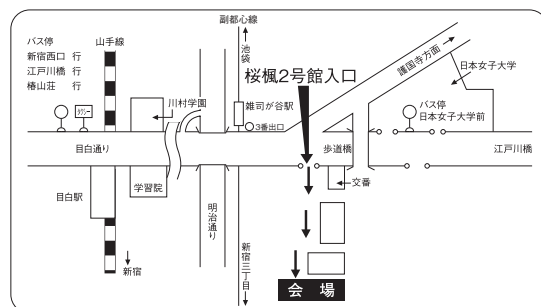 バス停
新宿西口 行
江戸川橋 行
椿山荘 行
山手線
副都心線
池袋
護国寺方面
日本女子大学
桜楓2号館入口
タクシー
川村学園
雑司が谷駅
3番出口
バス停
日本女子大学前
目白通り
歩道橋
江戸川橋
目白駅
学習院
明治通り
交番
新宿
新宿三丁目
会場